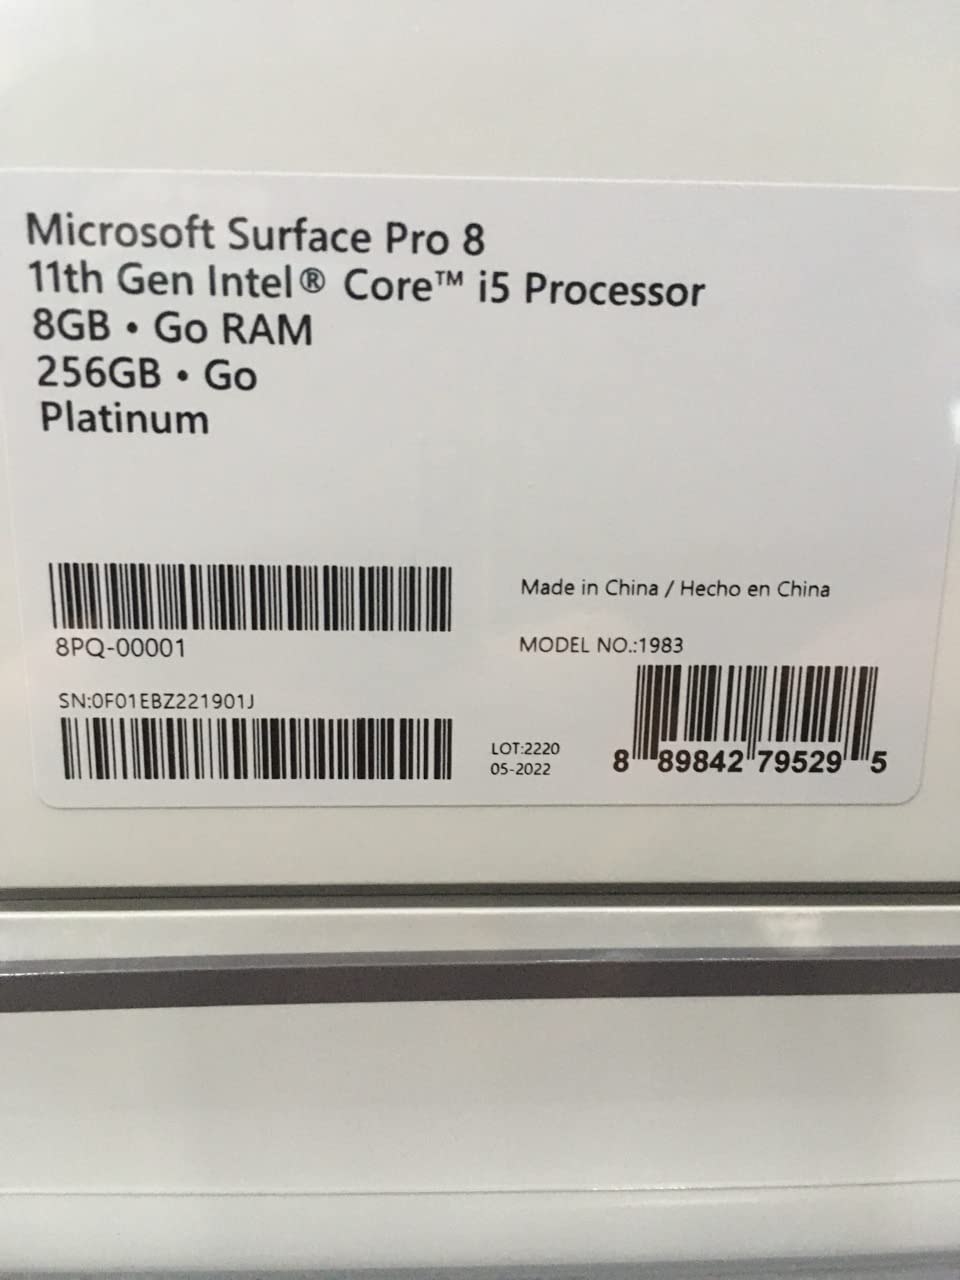 Microsoft Surface Pro 8
11th Gen Intel® Core™ i5 Processor
8GB • Go RAM
256GB • Go
Platinum
8PQ-00001
SN:0F01EBZ221901J
Made in China / Hecho en China
MODEL NO.:1983
LOT:2220
05-2022
8 89842 79529 5